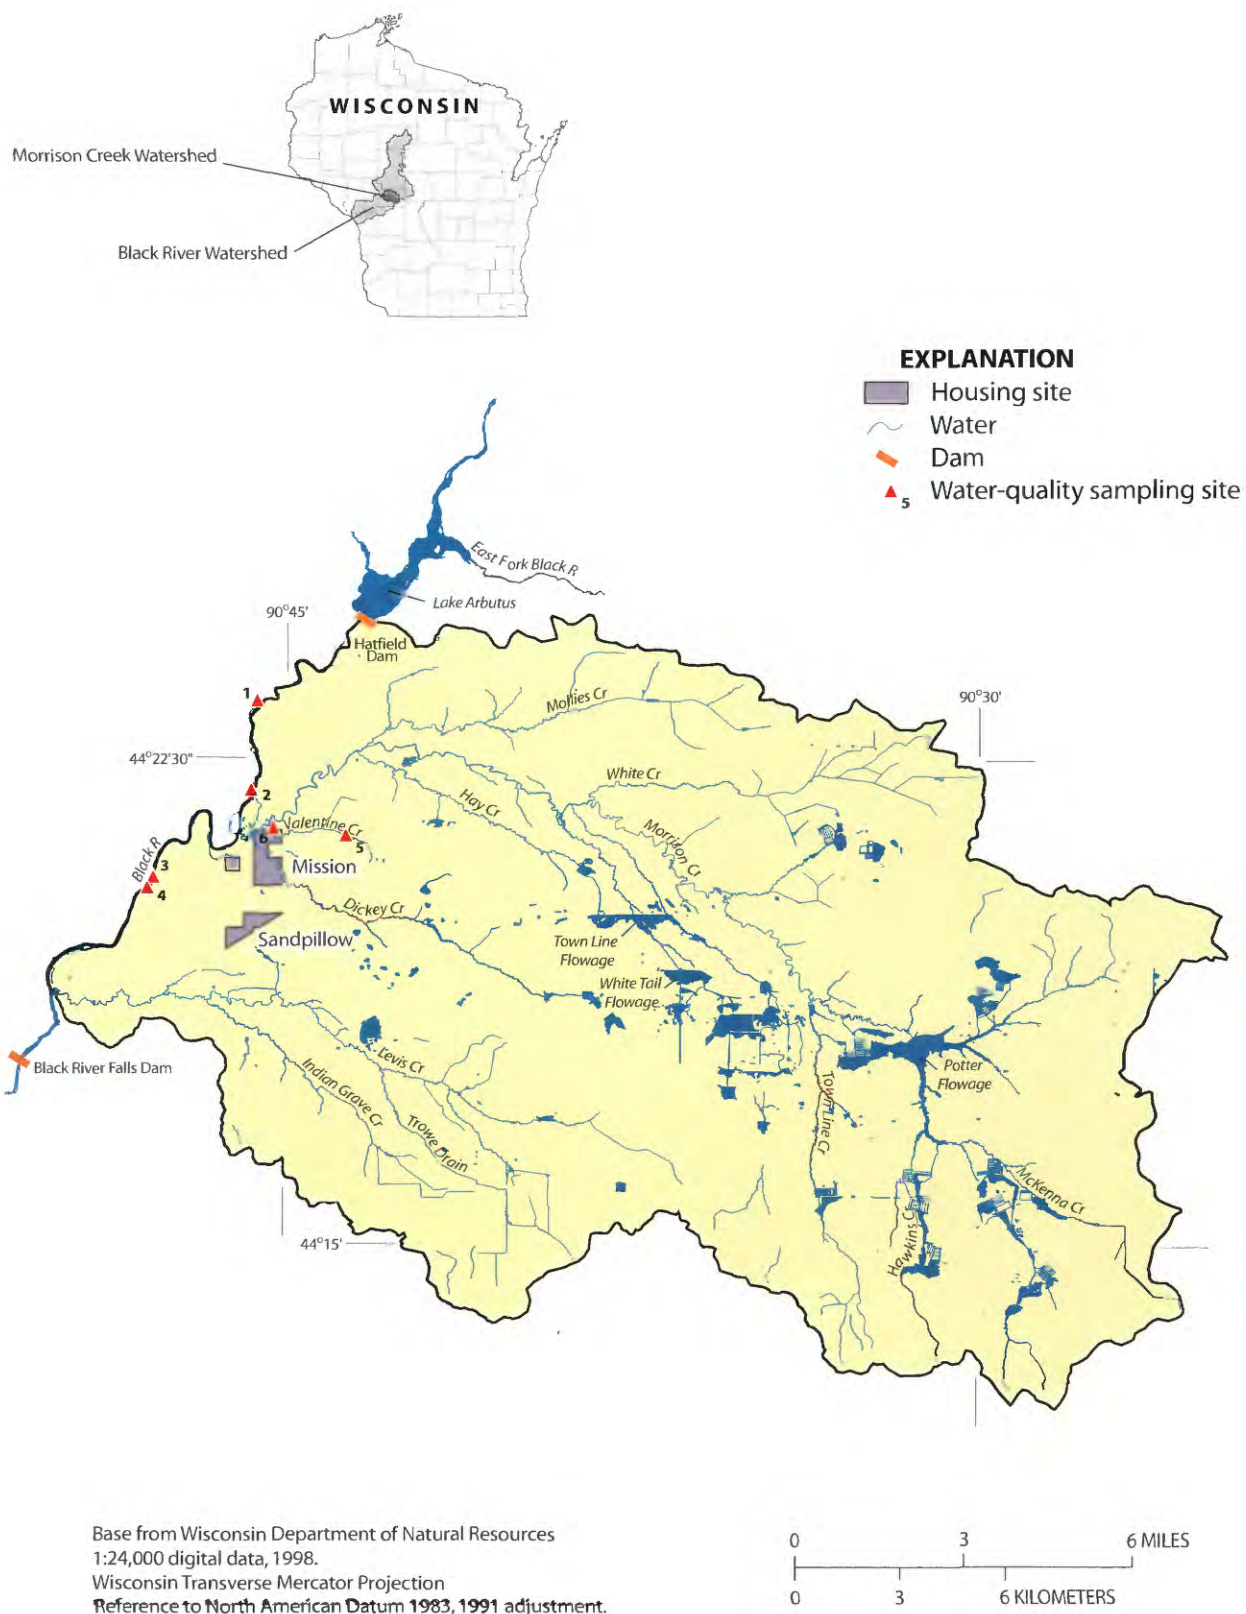 WISCONSIN
Morrison Creek Watershed
Black River Watershed
EXPLANATION
Housing site
Water
Dam
5
Water-quality sampling site
East Fork Black R
Lake Arbutus
90°45'
Hatfield
Dam
1
Mollies Cr
90°30'
44°22'30"
White Cr
2
Hay Cr
Valentine Cr
Morrison Cr
6
5
Black R
3
Mission
4
Dickey Cr
Sandpillow
Town Line
Flowage
White Tail
Flowage
Levis Cr
Black River Falls Dam
Indian Grave Cr
Potter
Flowage
Town Line Cr
Trowe Drain
McKenna Cr
Hawkins Cr
44°15'
Base from Wisconsin Department of Natural Resources
1:24,000 digital data, 1998.
Wisconsin Transverse Mercator Projection
Reference to North American Datum 1983, 1991 adjustment.
0 3 6 MILES
0 3 6 KILOMETERS